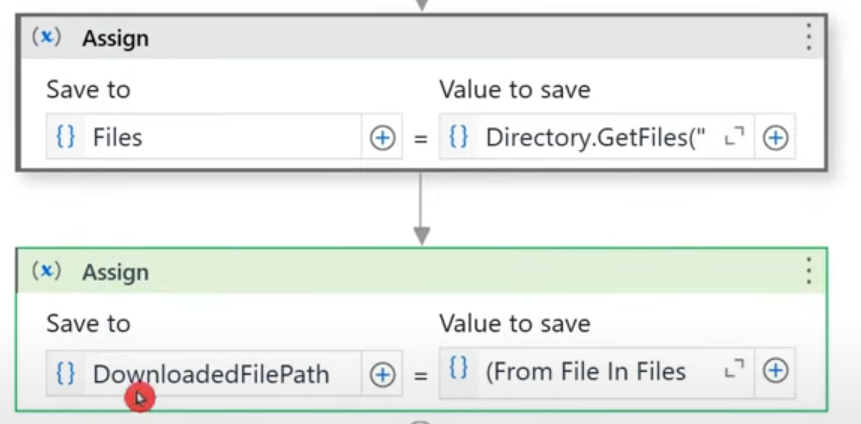 (x) Assign
Save to Value to save
{} Files = {} Directory.GetFiles("
(x) Assign
Save to Value to save
{} DownloadedFilePath = {} (From File In Files